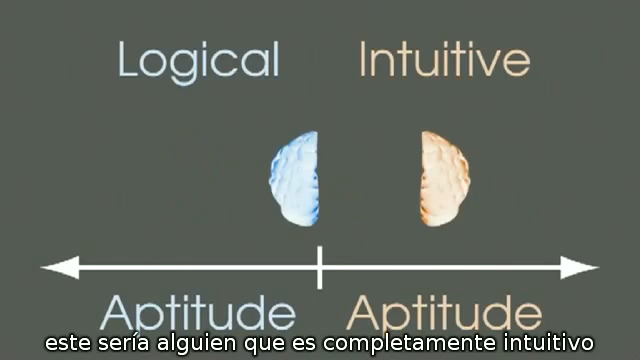 Logical Intuitive
Aptitude Aptitude
este sería alguien que es completamente intuitivo